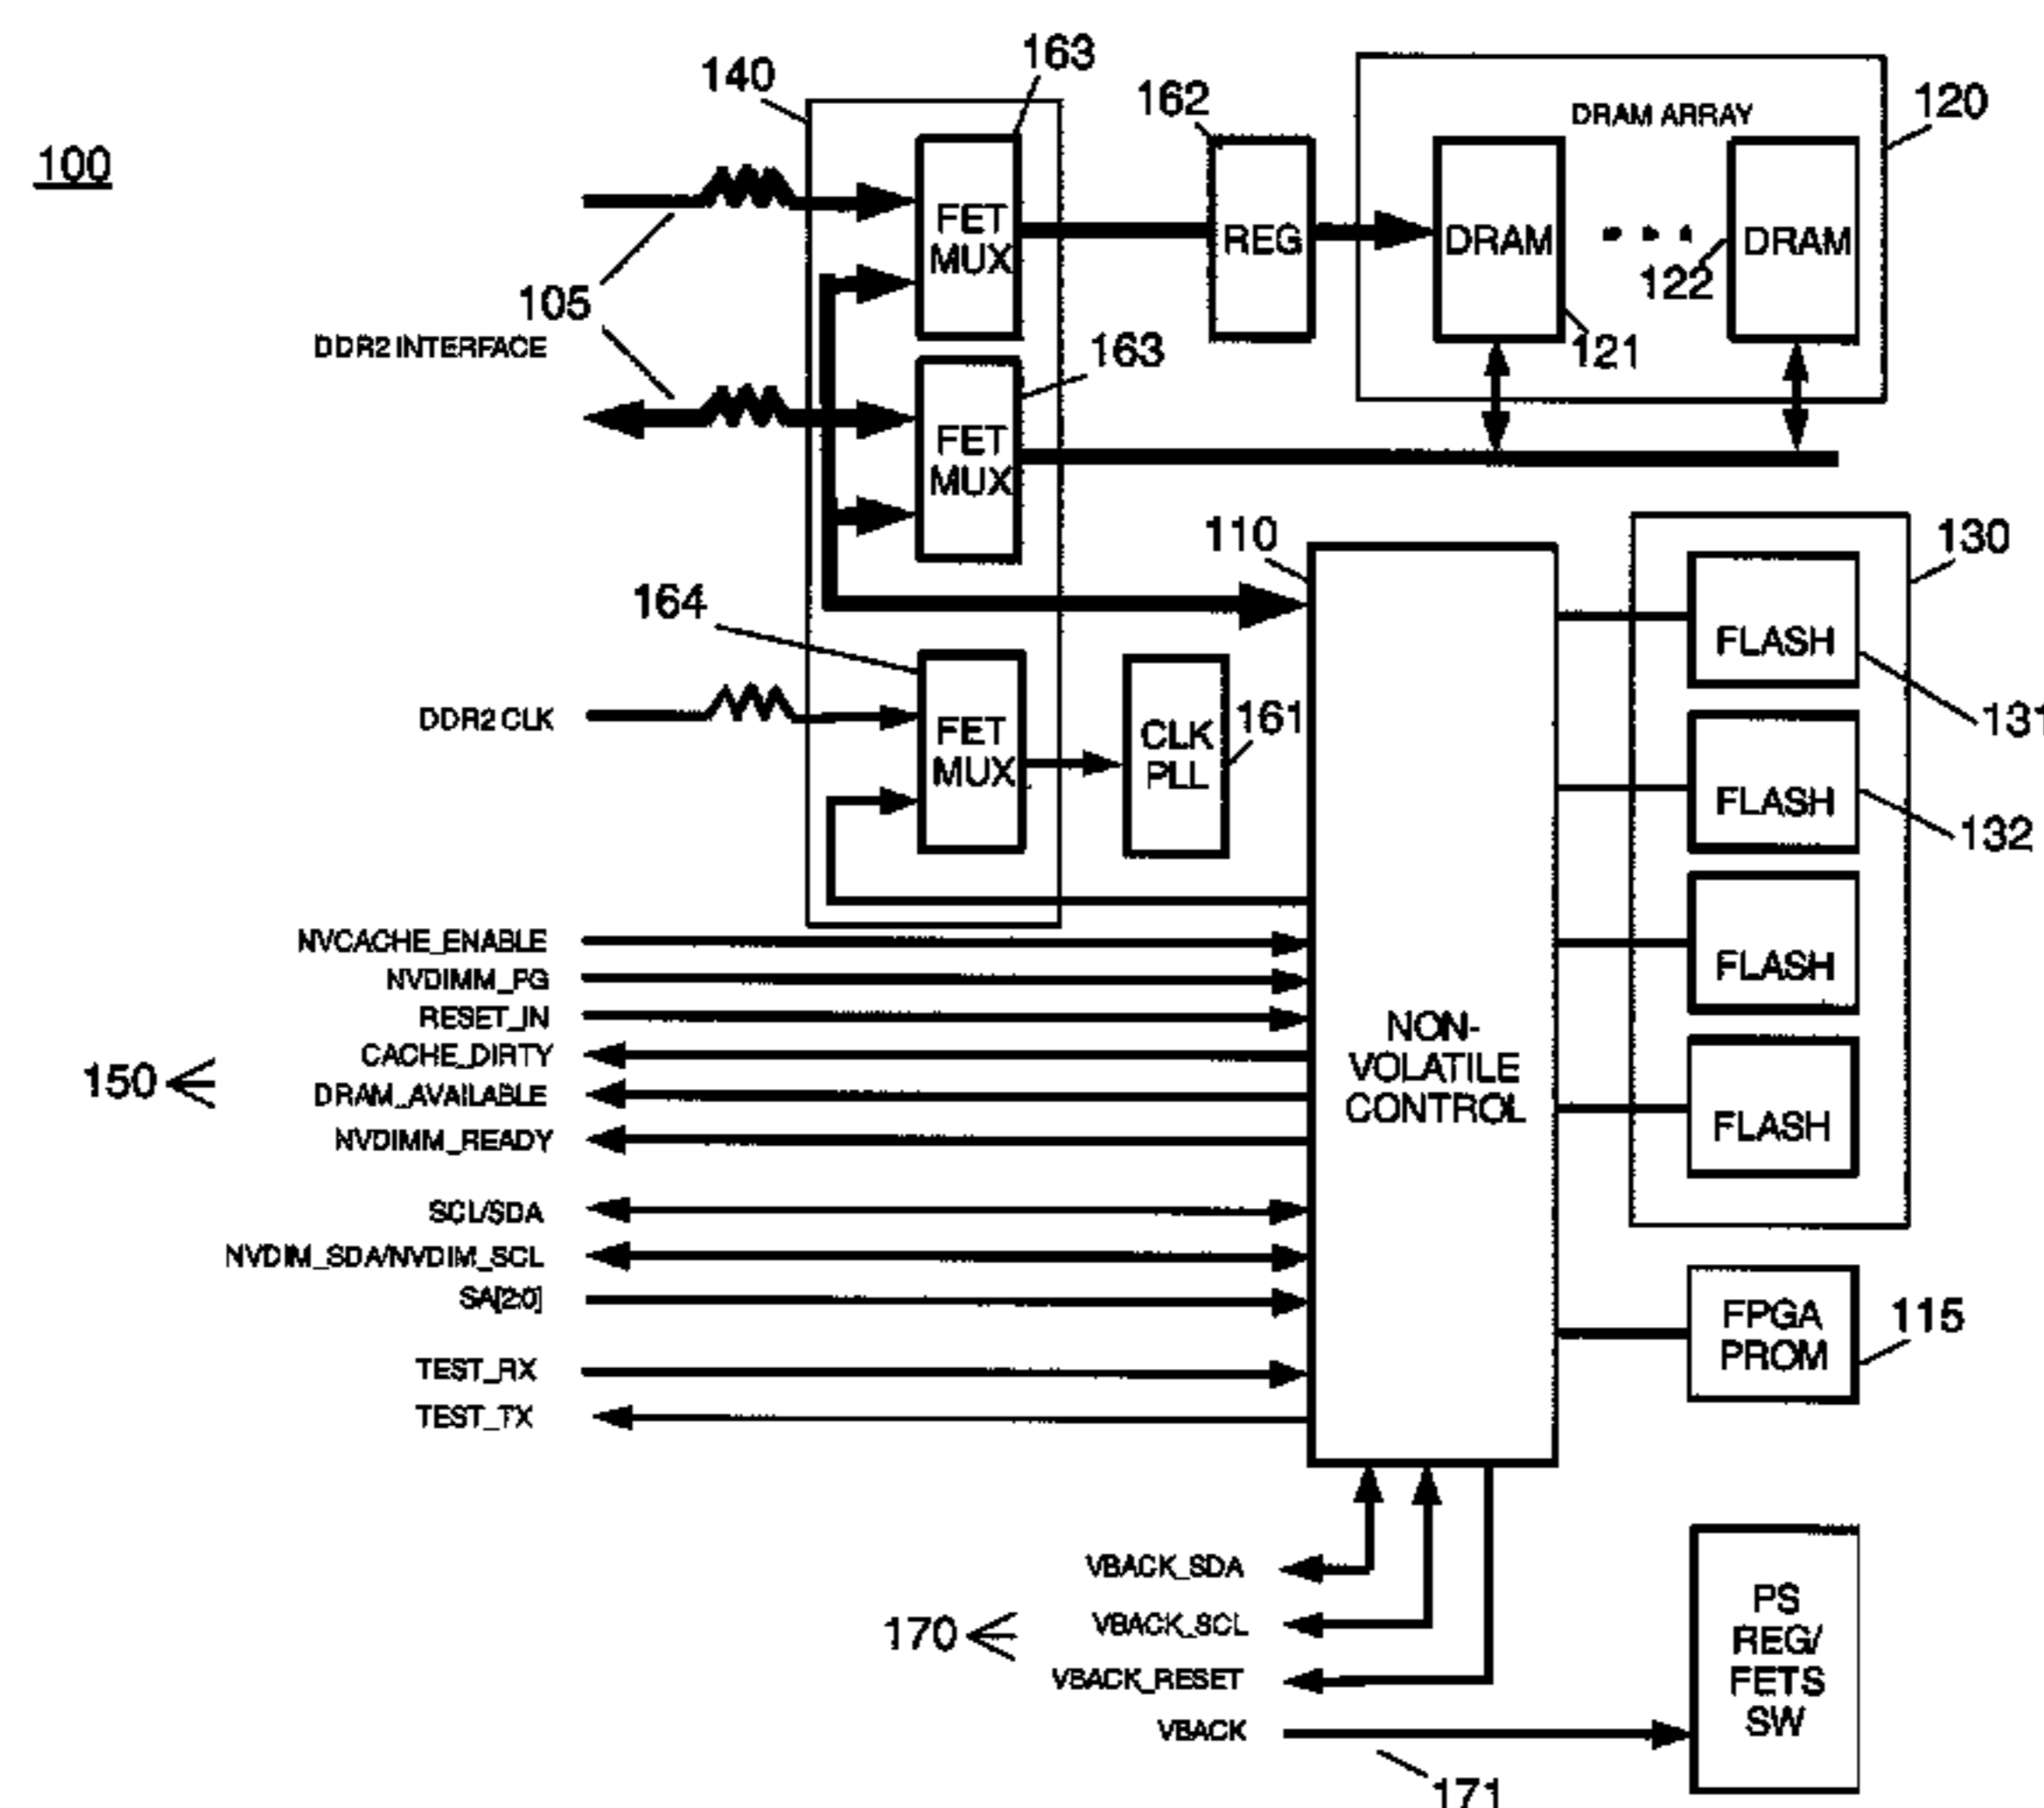 100
140
163
162
DRAM ARRAY
120
FET
MUX
REG
DRAM
DRAM
122
121
105
DDR2 INTERFACE
163
FET
MUX
110
130
FLASH
131
164
DDR2 CLK
FET
MUX
CLK
PLL
161
FLASH
132
FLASH
FLASH
NVCACHE_ENABLE
NVDIMM_PG
RESET_IN
CACHE_DIRTY
DRAM_AVAILABLE
NVDIMM_READY
150
NON-
VOLATILE
CONTROL
SCL/SDA
NVDIM_SDA/NVDIM_SCL
SA[2:0]
TEST_RX
TEST_TX
FPGA
PROM
115
VBACK_SDA
VBACK_SCL
VBACK_RESET
VBACK
170
171
PS
REG/
FETS
SW